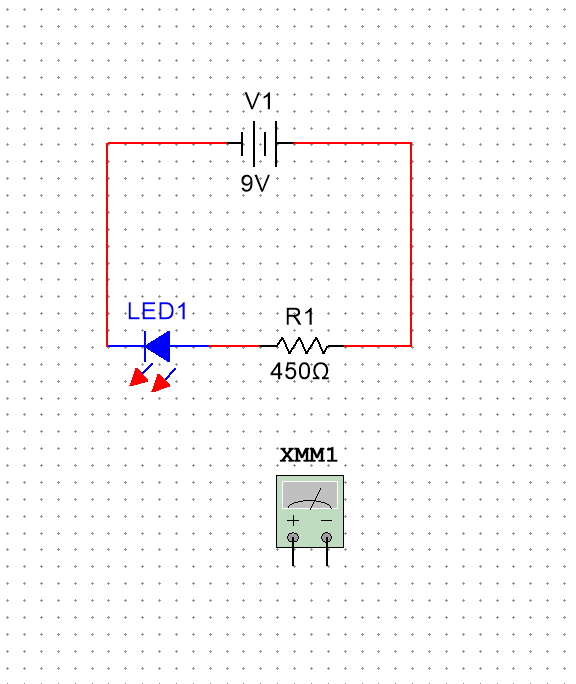 V1
9V
LED1
R1
450Ω
XMM1
+ −